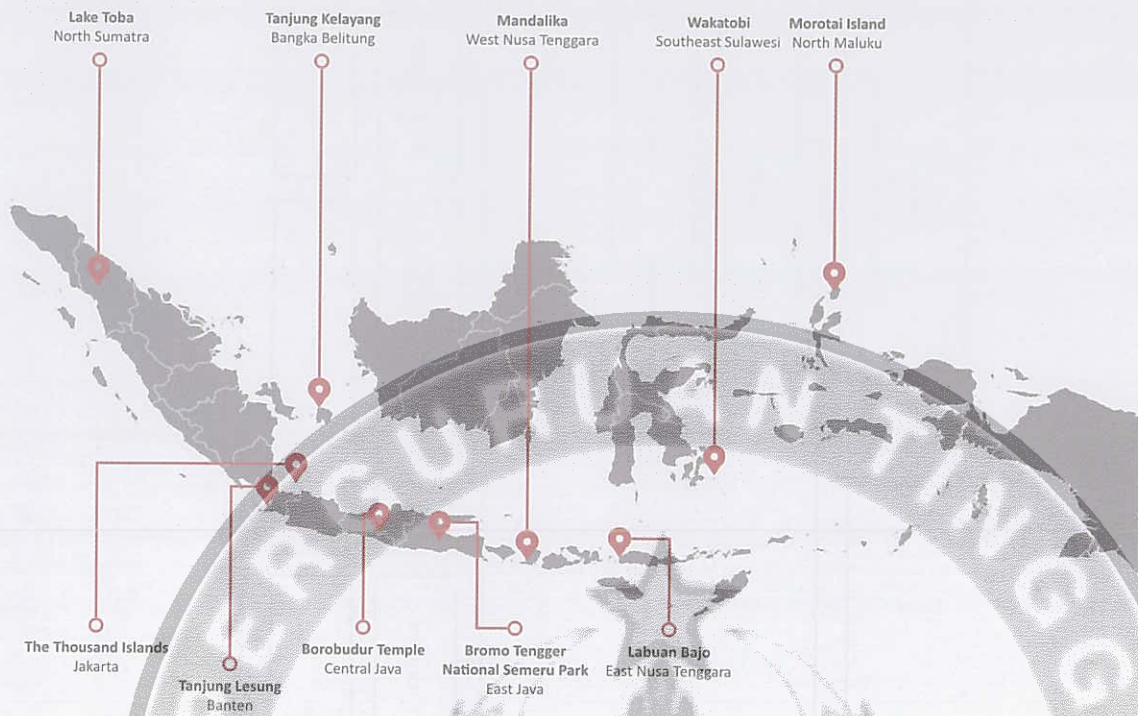 Lake Toba
North Sumatra
Tanjung Kelayang
Bangka Belitung
Mandalika
West Nusa Tenggara
Wakatobi
Southeast Sulawesi
Morotai Island
North Maluku
ERGURUAN TINGG
The Thousand Islands
Jakarta
Tanjung Lesung
Banten
Borobudur Temple
Central Java
Bromo Tengger
National Semeru Park
East Java
Labuan Bajo
East Nusa Tenggara